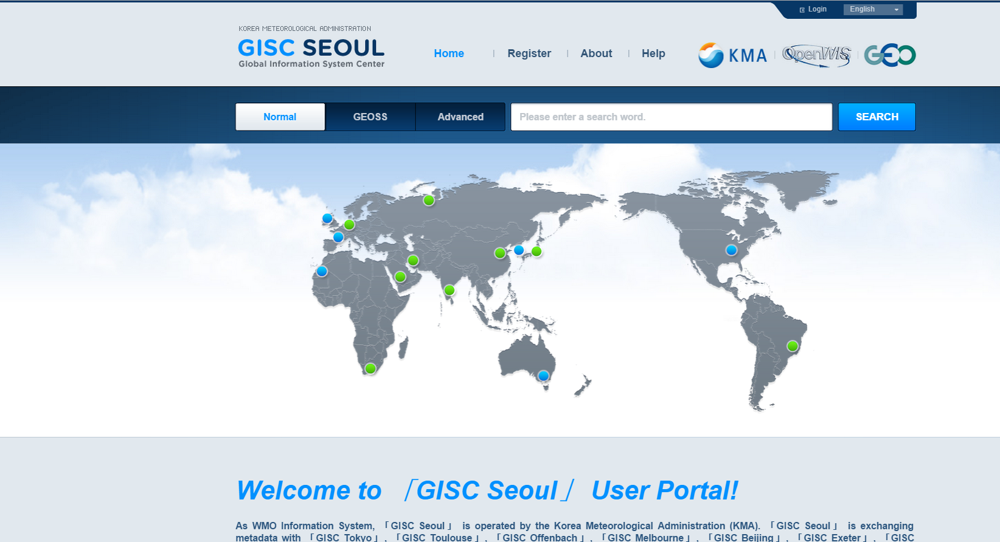 Login
English
KOREA METEOROLOGICAL ADMINISTRATION
GISC SEOUL
Global Information System Center
Home
Register
About
Help
KMA
OpenWIS
GEO
Normal
GEOSS
Advanced
Please enter a search word.
SEARCH
Welcome to 「GISC Seoul」 User Portal!
As WMO Information System, 「GISC Seoul」 is operated by the Korea Meteorological Administration (KMA). 「GISC Seoul」 is exchanging
metadata with 「GISC Tokyo」, 「GISC Toulouse」, 「GISC Offenbach」, 「GISC Melbourne」, 「GISC Beijing」, 「GISC Exeter」, 「GISC